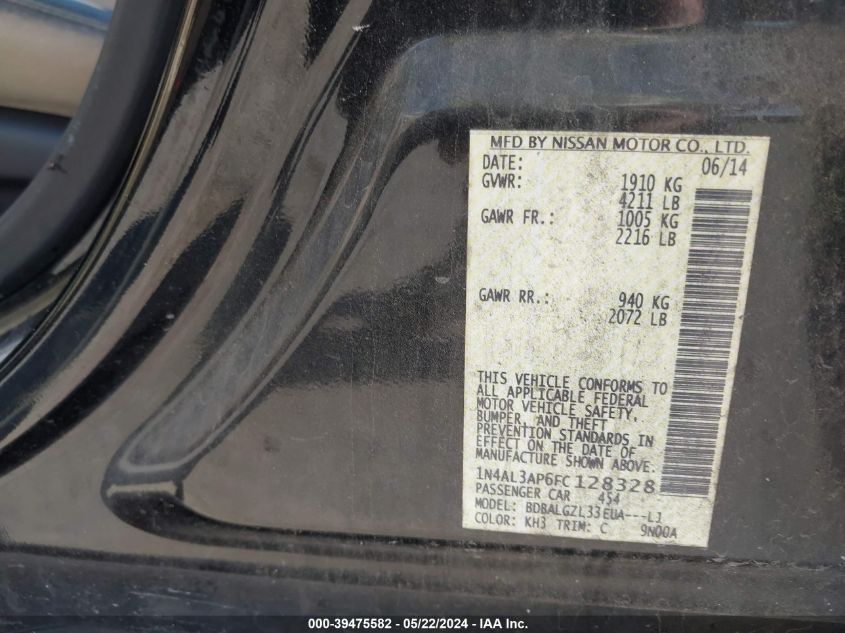 MFD BY NISSAN MOTOR CO., LTD.
DATE: 06/14
GVWR: 1910 KG
4211 LB
GAWR FR.: 1005 KG
2216 LB
GAWR RR.: 940 KG
2072 LB
THIS VEHICLE CONFORMS TO
ALL APPLICABLE FEDERAL
MOTOR VEHICLE SAFETY,
BUMPER, AND THEFT
PREVENTION STANDARDS IN
EFFECT ON THE DATE OF
MANUFACTURE SHOWN ABOVE.
1N4AL3AP6FC128328
PASSENGER CAR 454
MODEL: BDBALGZL33EUA---LJ
COLOR: KH3 TRIM: C 9N00A
000-39475582 - 05/22/2024 - 1N4AL3AP6FC128328